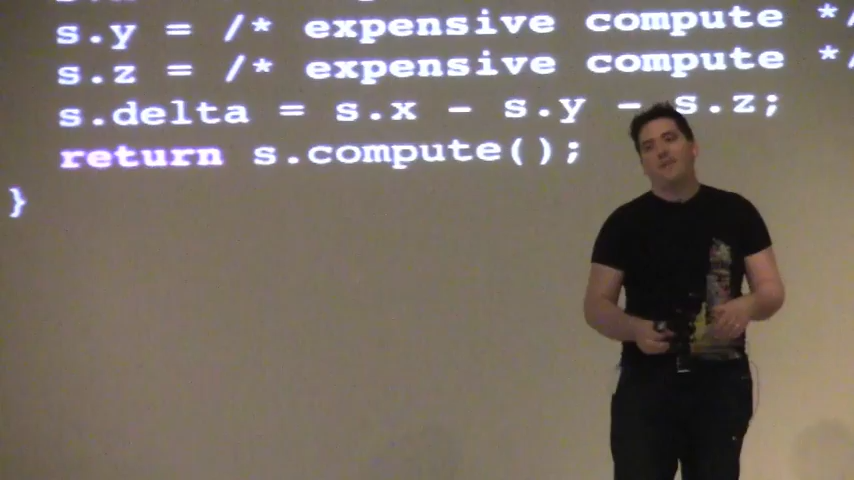 s.y = /* expensive compute */
s.z = /* expensive compute */
s.delta = s.x - s.y - s.z;
return s.compute();
}